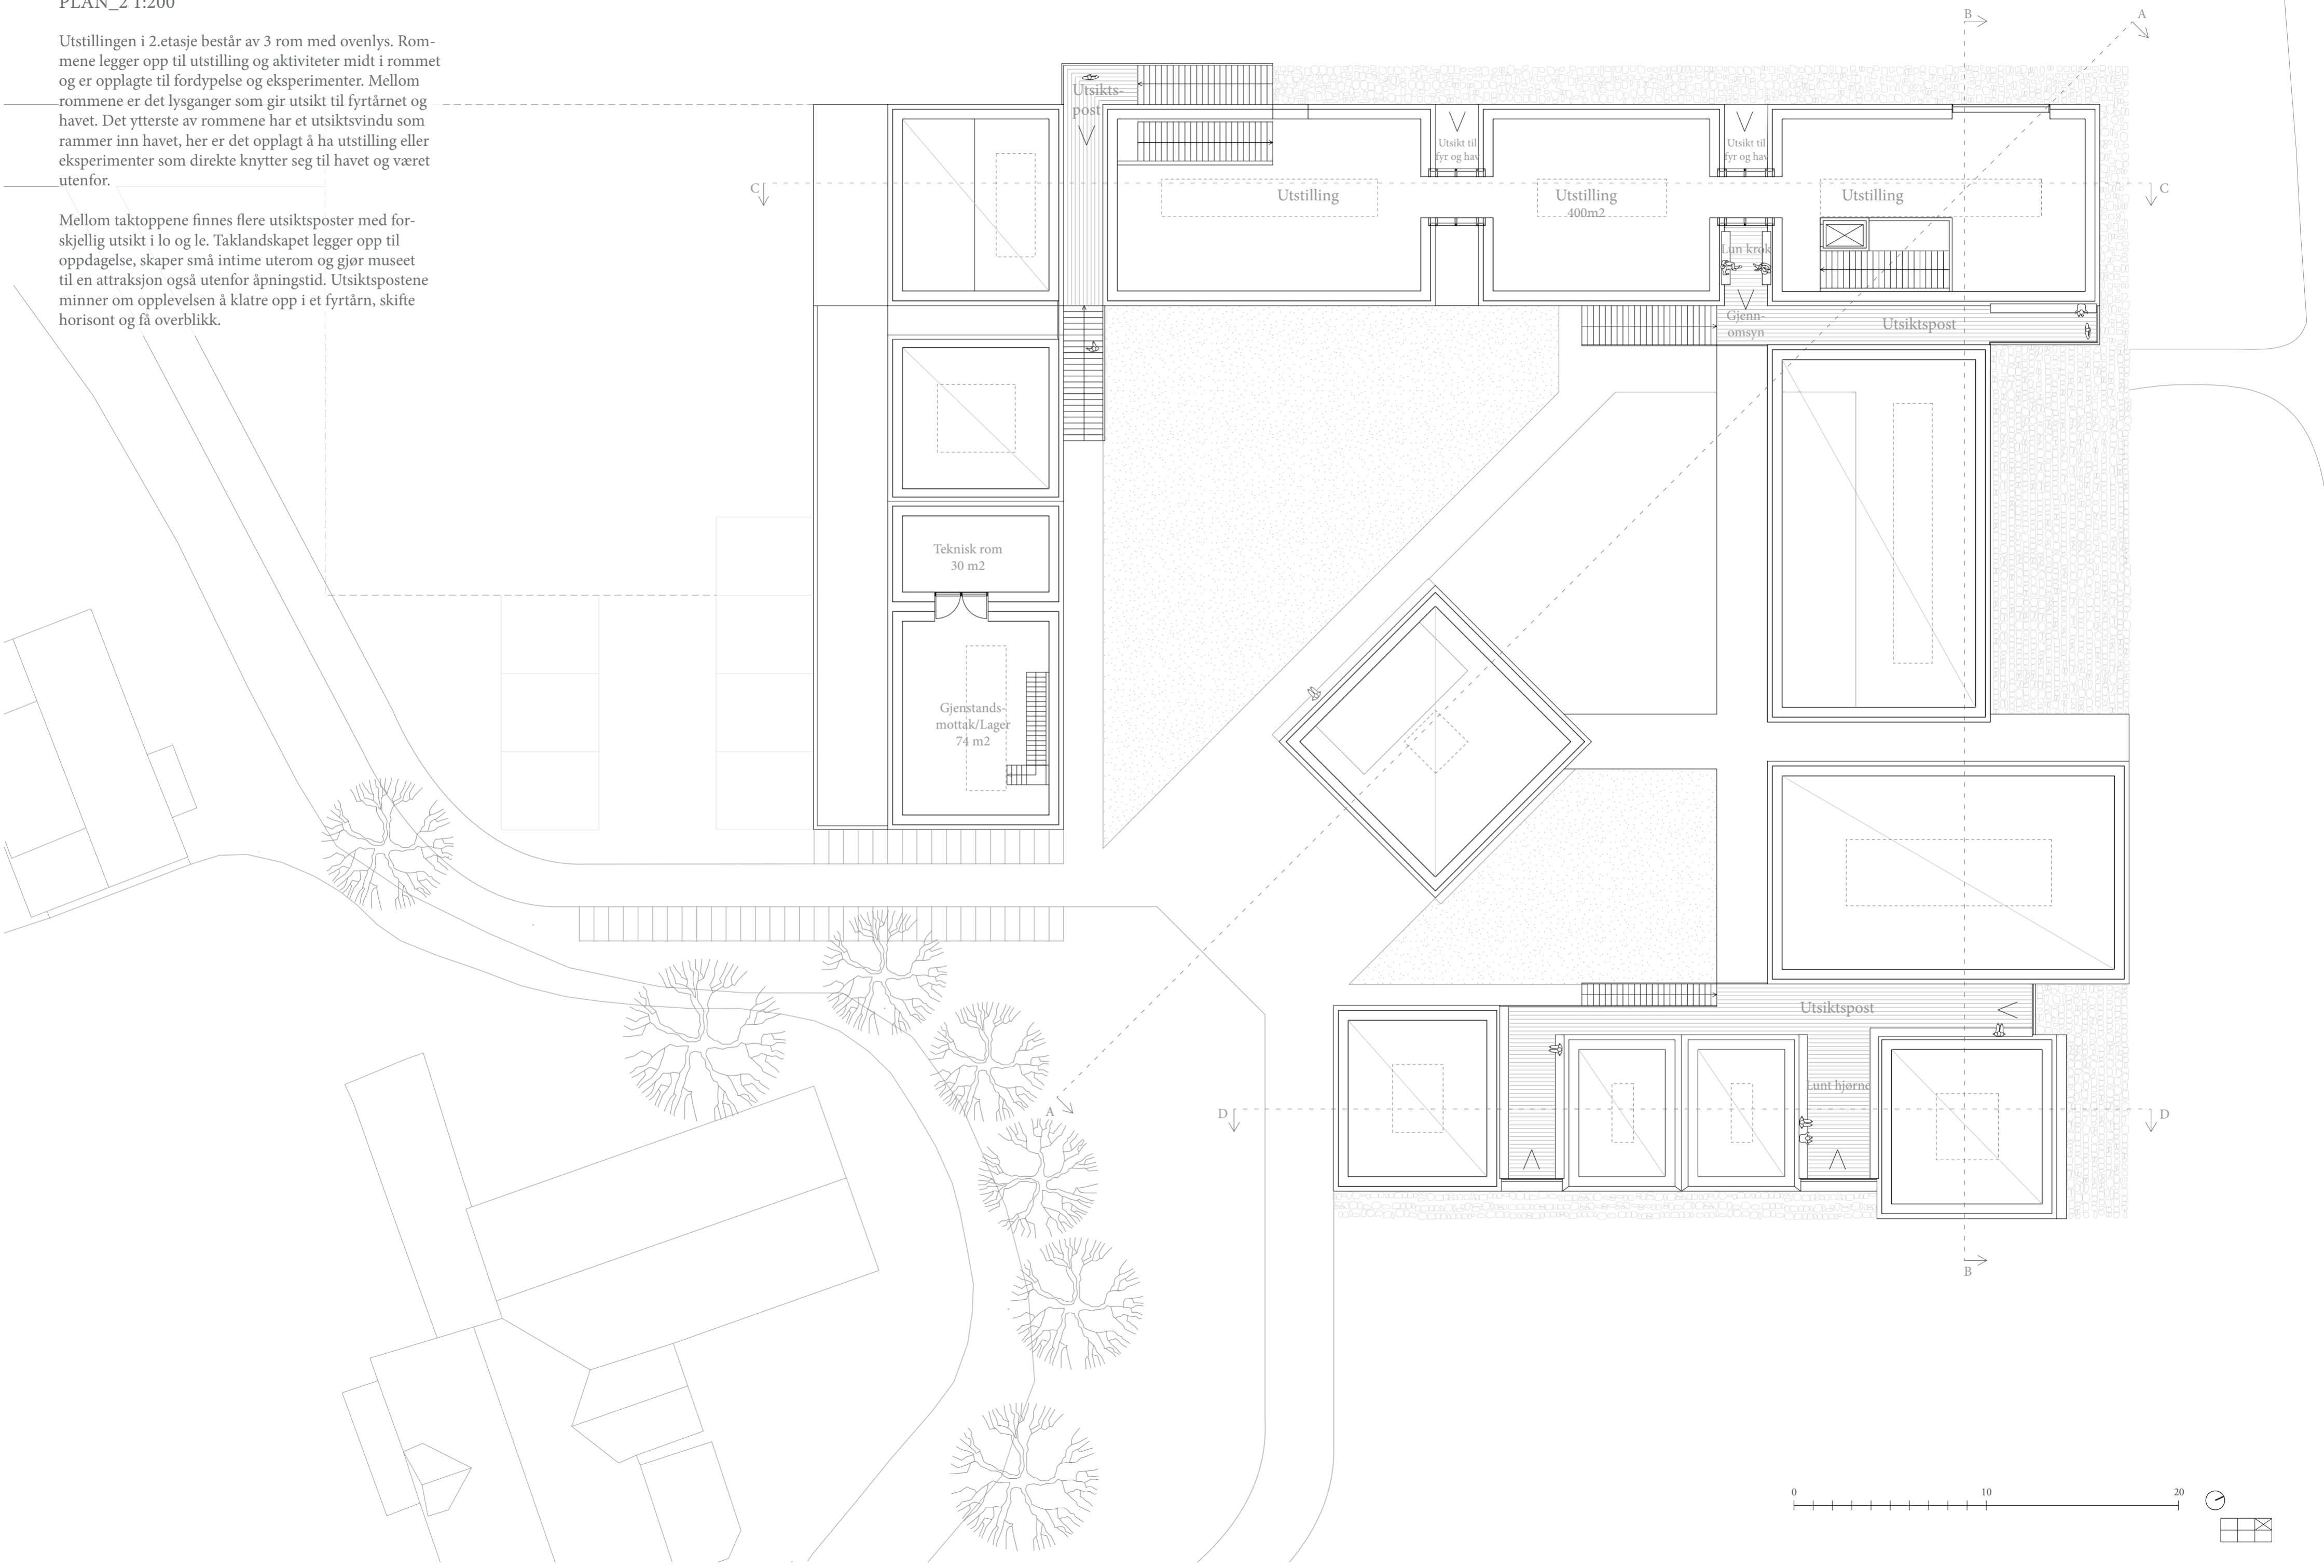 PLAN_2 1:200
Utstillingen i 2.etasje består av 3 rom med ovenlys. Rom-
mene legger opp til utstilling og aktiviteter midt i rommet
og er opplagte til fordypelse og eksperimenter. Mellom
rommene er det lysganger som gir utsikt til fyrtårnet og
havet. Det ytterste av rommene har et utsiktsvindu som
rammer inn havet, her er det opplagt å ha utstilling eller
eksperimenter som direkte knytter seg til havet og været
utenfor.
Mellom taktoppene finnes flere utsiktsposter med for-
skjellig utsikt i lo og le. Taklandskapet legger opp til
oppdagelse, skaper små intime uterom og gjør museet
til en attraksjon også utenfor åpningstid. Utsiktspostene
minner om opplevelsen å klatre opp i et fyrtårn, skifte
horisont og få overblikk.
B
A
Utsikts-
post
Utsikt til
fyr og hav
Utsikt til
fyr og hav
C
C
Utstilling
Utstilling
400m2
Utstilling
Lun krok
Gjenn-
omsyn
Utsiktspost
Teknisk rom
30 m2
Gjenstands-
mottak/Lager
74 m2
Utsiktspost
Lunt hjørne
A
D
D
B
0
10
20